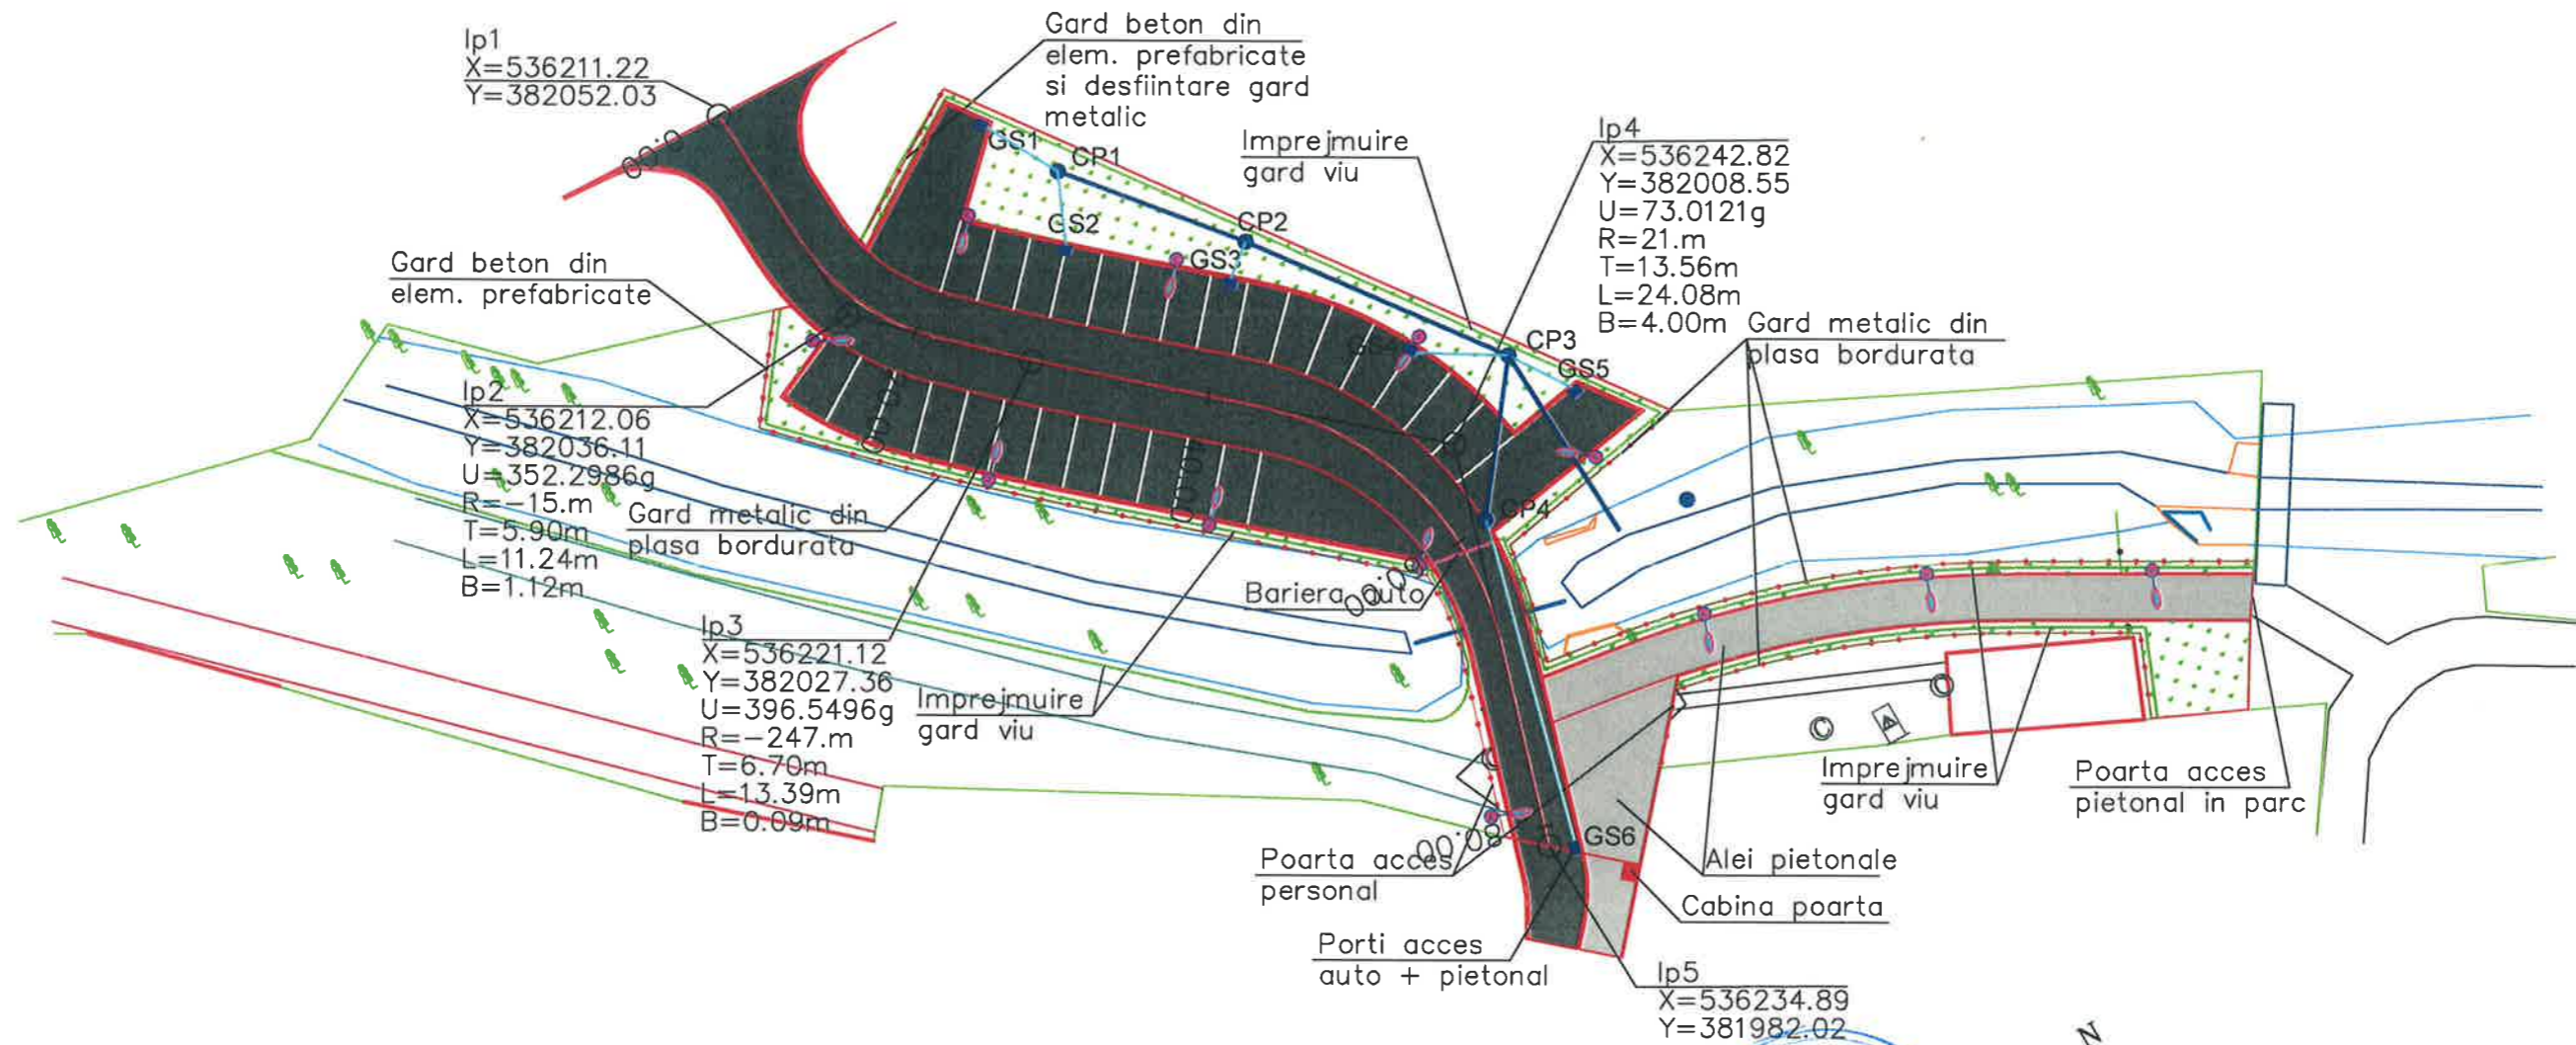 Ip1
X=536211.22
Y=382052.03
Gard beton din
elem. prefabricate
si desfiintare gard
metalic
Imprejmuire
gard viu
Ip4
X=536242.82
Y=382008.55
U=73.0121g
R=21.m
T=13.56m
L=24.08m
B=4.00m
Gard metalic din
plasa bordurata
GS1
CP1
GS2
CP2
GS3
CP3
GS5
CP4
0:00
Gard beton din
elem. prefabricate
Ip2
X=536212.06
Y=382036.11
U=352.2986g
R=-15.m
T=5.90m
L=11.24m
B=1.12m
Gard metalic din
plasa bordurata
Ip3
X=536221.12
Y=382027.36
U=396.5496g
R=-247.m
T=6.70m
L=13.39m
B=0.09m
Imprejmuire
gard viu
Bariera auto
Poarta acces
personal
Porti acces
auto + pietonal
GS6
Alei pietonale
Cabina poarta
Imprejmuire
gard viu
Poarta acces
pietonal in parc
Ip5
X=536234.89
Y=381982.02
N